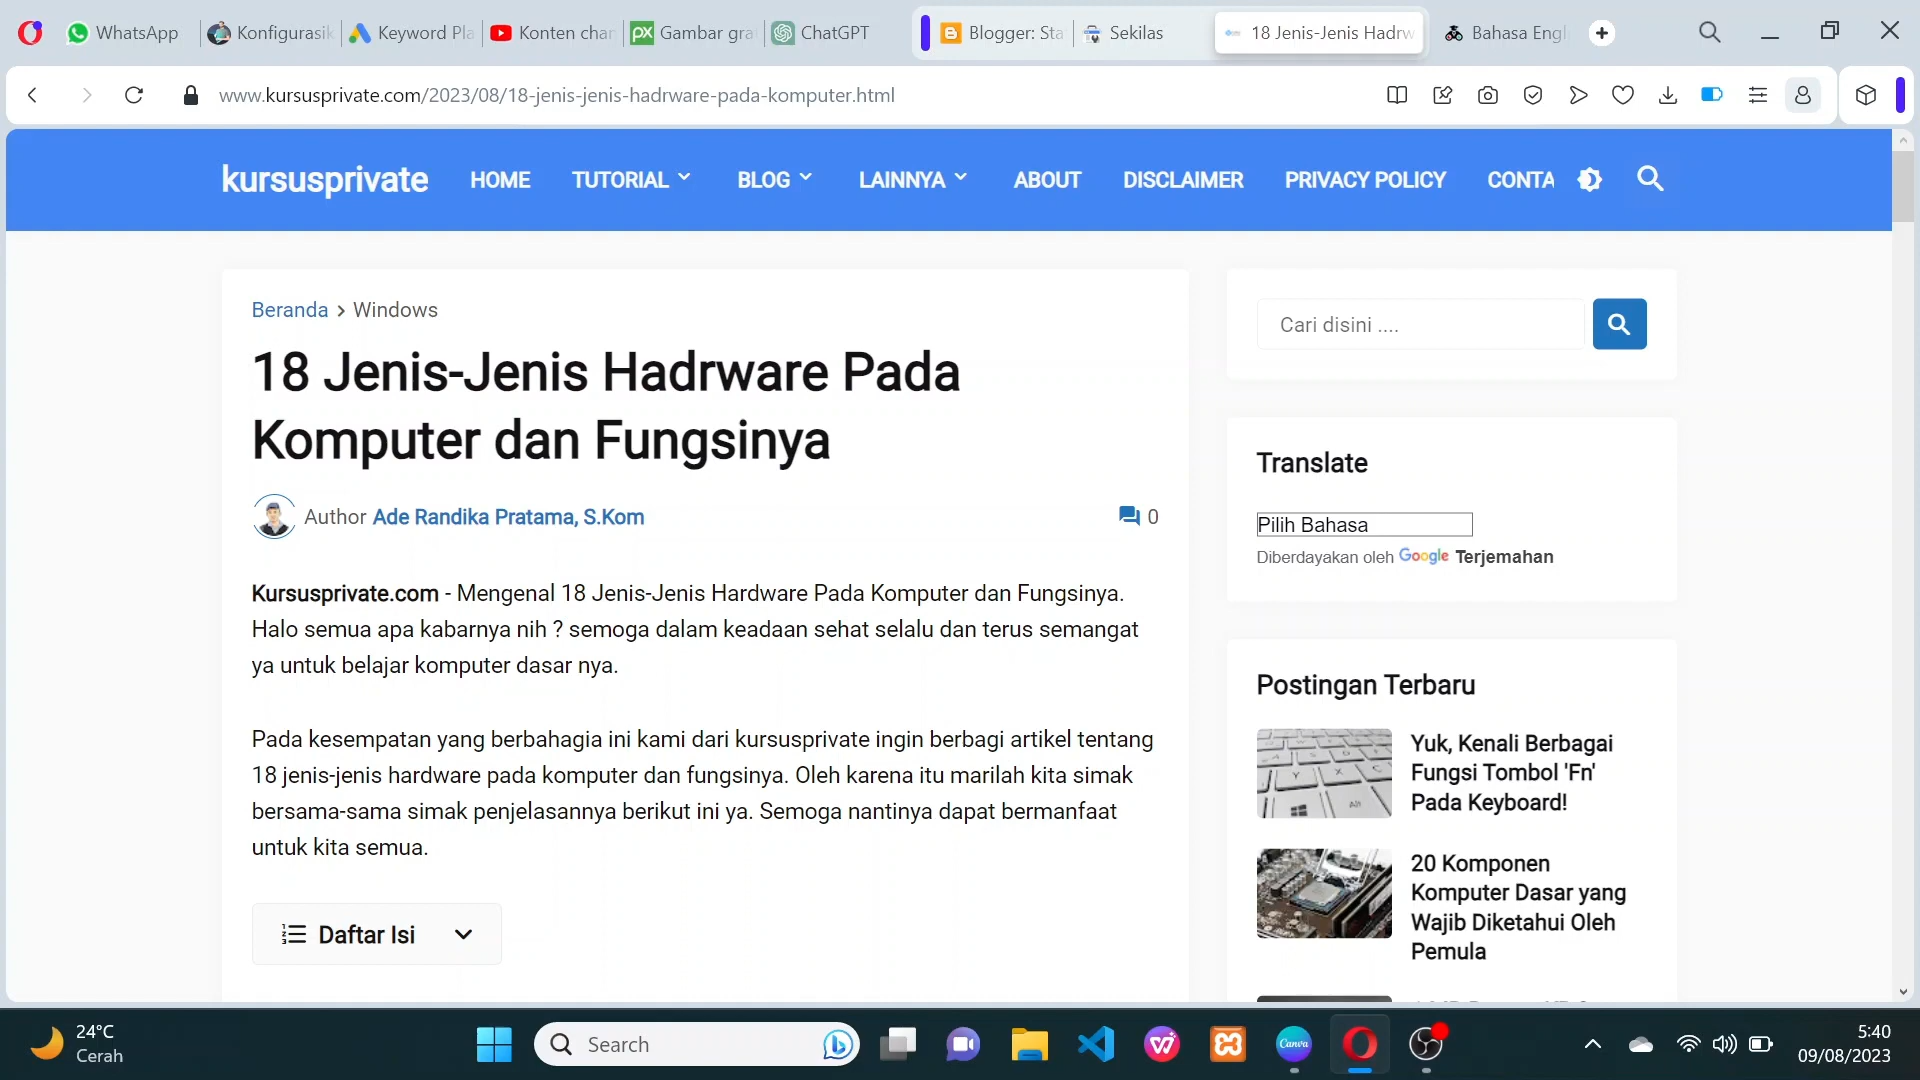 WhatsApp
Konfigurasik
Keyword Pla
Konten chan
Gambar gra
ChatGPT
Blogger: Sta
Sekilas
18 Jenis-Jenis Hadrw
Bahasa Engl
www.kursusprivate.com/2023/08/18-jenis-jenis-hadrware-pada-komputer.html
kursusprivate
HOME
TUTORIAL
BLOG
LAINNYA
ABOUT
DISCLAIMER
PRIVACY POLICY
CONTA
Beranda > Windows
18 Jenis-Jenis Hadrware Pada
Komputer dan Fungsinya
Author Ade Randika Pratama, S.Kom
0
Kursusprivate.com - Mengenal 18 Jenis-Jenis Hardware Pada Komputer dan Fungsinya.
Halo semua apa kabarnya nih ? semoga dalam keadaan sehat selalu dan terus semangat
ya untuk belajar komputer dasar nya.
Pada kesempatan yang berbahagia ini kami dari kursusprivate ingin berbagi artikel tentang
18 jenis-jenis hardware pada komputer dan fungsinya. Oleh karena itu marilah kita simak
bersama-sama simak penjelasannya berikut ini ya. Semoga nantinya dapat bermanfaat
untuk kita semua.
Daftar Isi
Cari disini ....
Translate
Pilih Bahasa
Diberdayakan oleh Google Terjemahan
Postingan Terbaru
Yuk, Kenali Berbagai
Fungsi Tombol 'Fn'
Pada Keyboard!
20 Komponen
Komputer Dasar yang
Wajib Diketahui Oleh
Pemula
24°C
Cerah
Search
Canva
5:40
09/08/2023